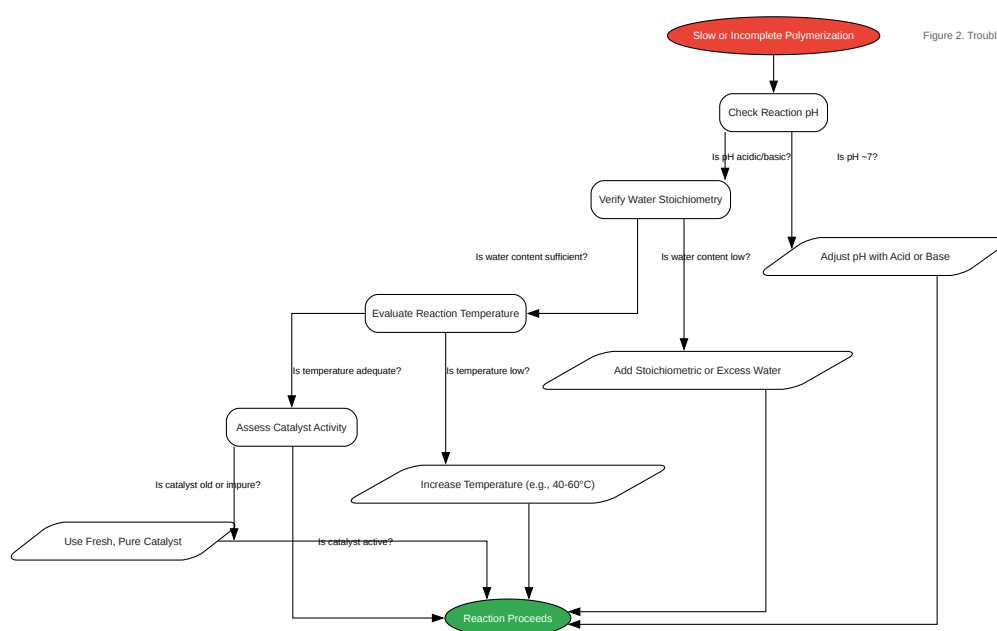 Slow or Incomplete Polymerization
Figure 2. Troubl
Check Reaction pH
Is pH acidic/basic?
Is pH ~7?
Verify Water Stoichiometry
Is water content sufficient?
Is water content low?
Adjust pH with Acid or Base
Evaluate Reaction Temperature
Is temperature adequate?
Is temperature low?
Add Stoichiometric or Excess Water
Assess Catalyst Activity
Is catalyst old or impure?
Increase Temperature (e.g., 40-60°C)
Use Fresh, Pure Catalyst
Is catalyst active?
Reaction Proceeds